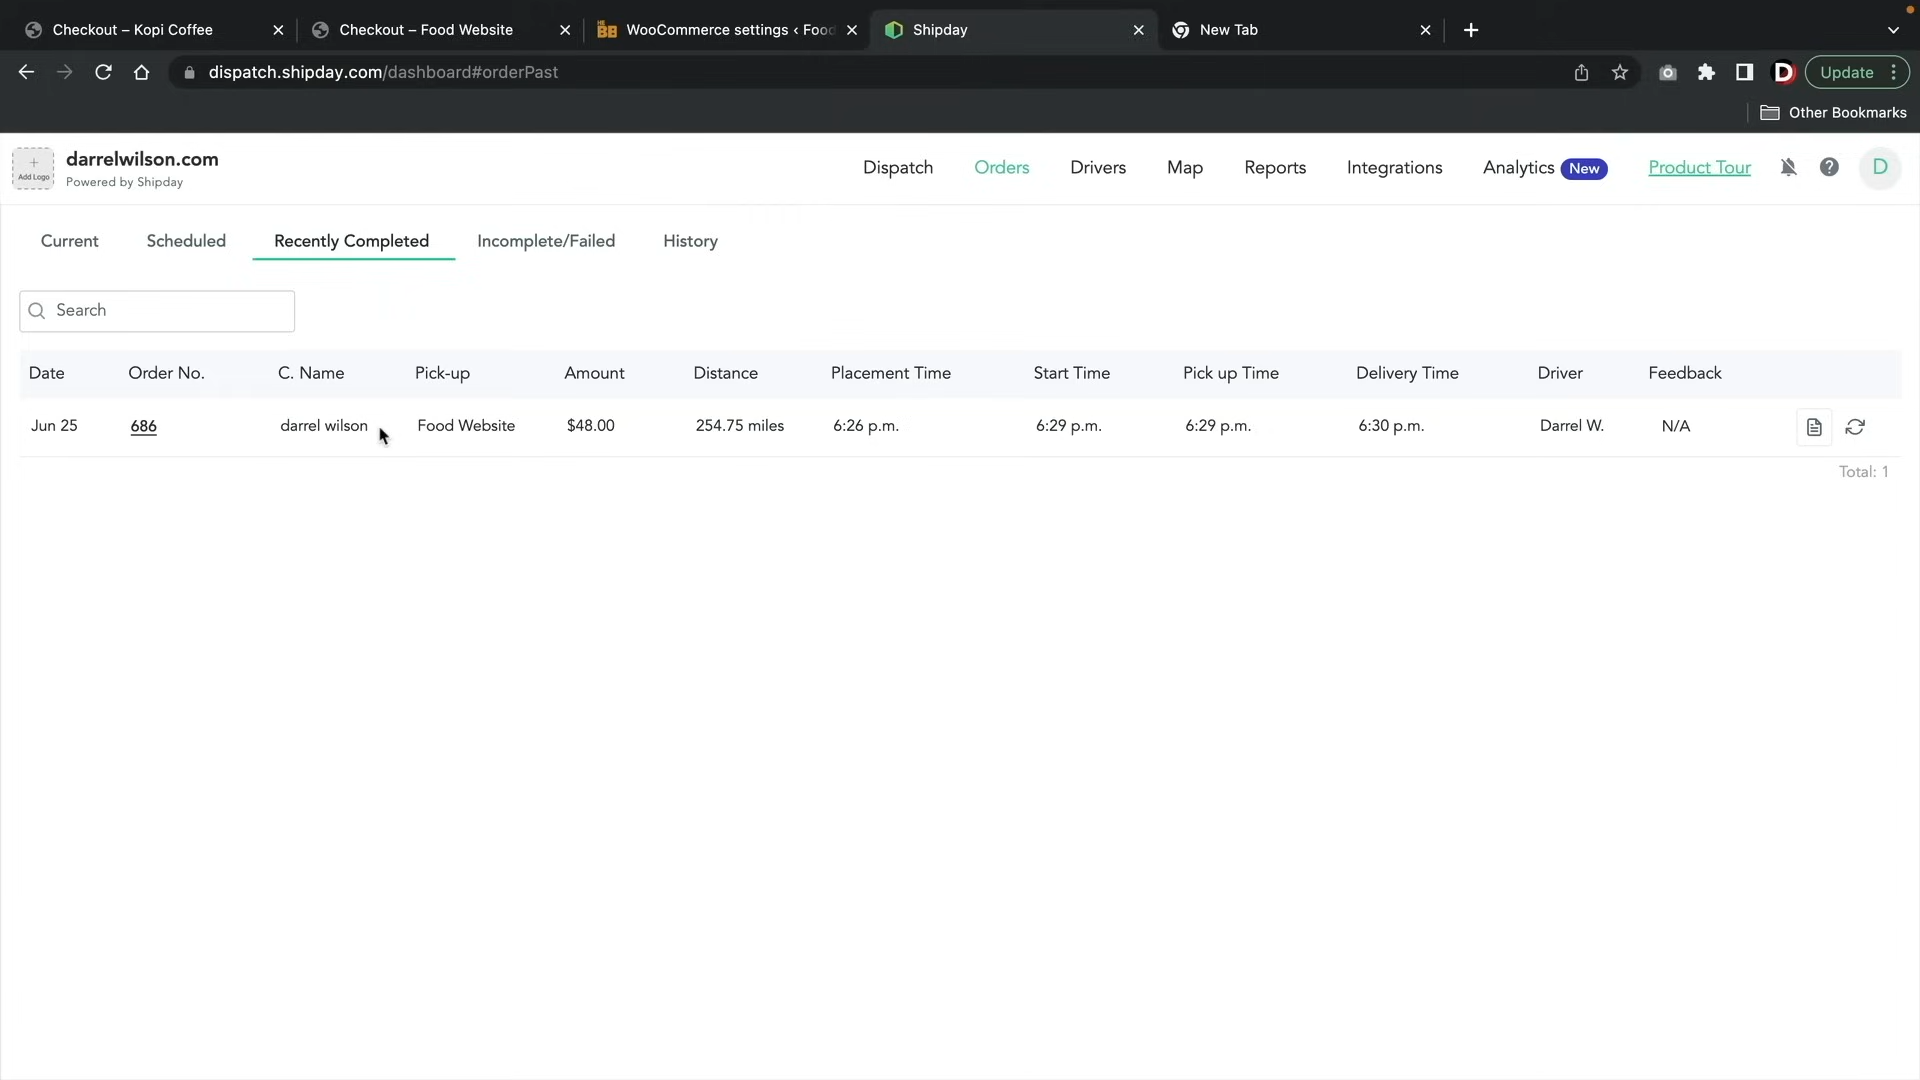 Checkout – Kopi Coffee
Checkout – Food Website
WooCommerce settings ‹ Food
Shipday
New Tab
dispatch.shipday.com/dashboard#orderPast
Update
Other Bookmarks
Add Logo
darrelwilson.com
Powered by Shipday
Dispatch Orders Drivers Map Reports Integrations Analytics New Product Tour D
Current Scheduled Recently Completed Incomplete/Failed History
Search
Date Order No. C. Name Pick-up Amount Distance Placement Time Start Time Pick up Time Delivery Time Driver Feedback
Jun 25 686 darrel wilson Food Website $48.00 254.75 miles 6:26 p.m. 6:29 p.m. 6:29 p.m. 6:30 p.m. Darrel W. N/A
Total: 1